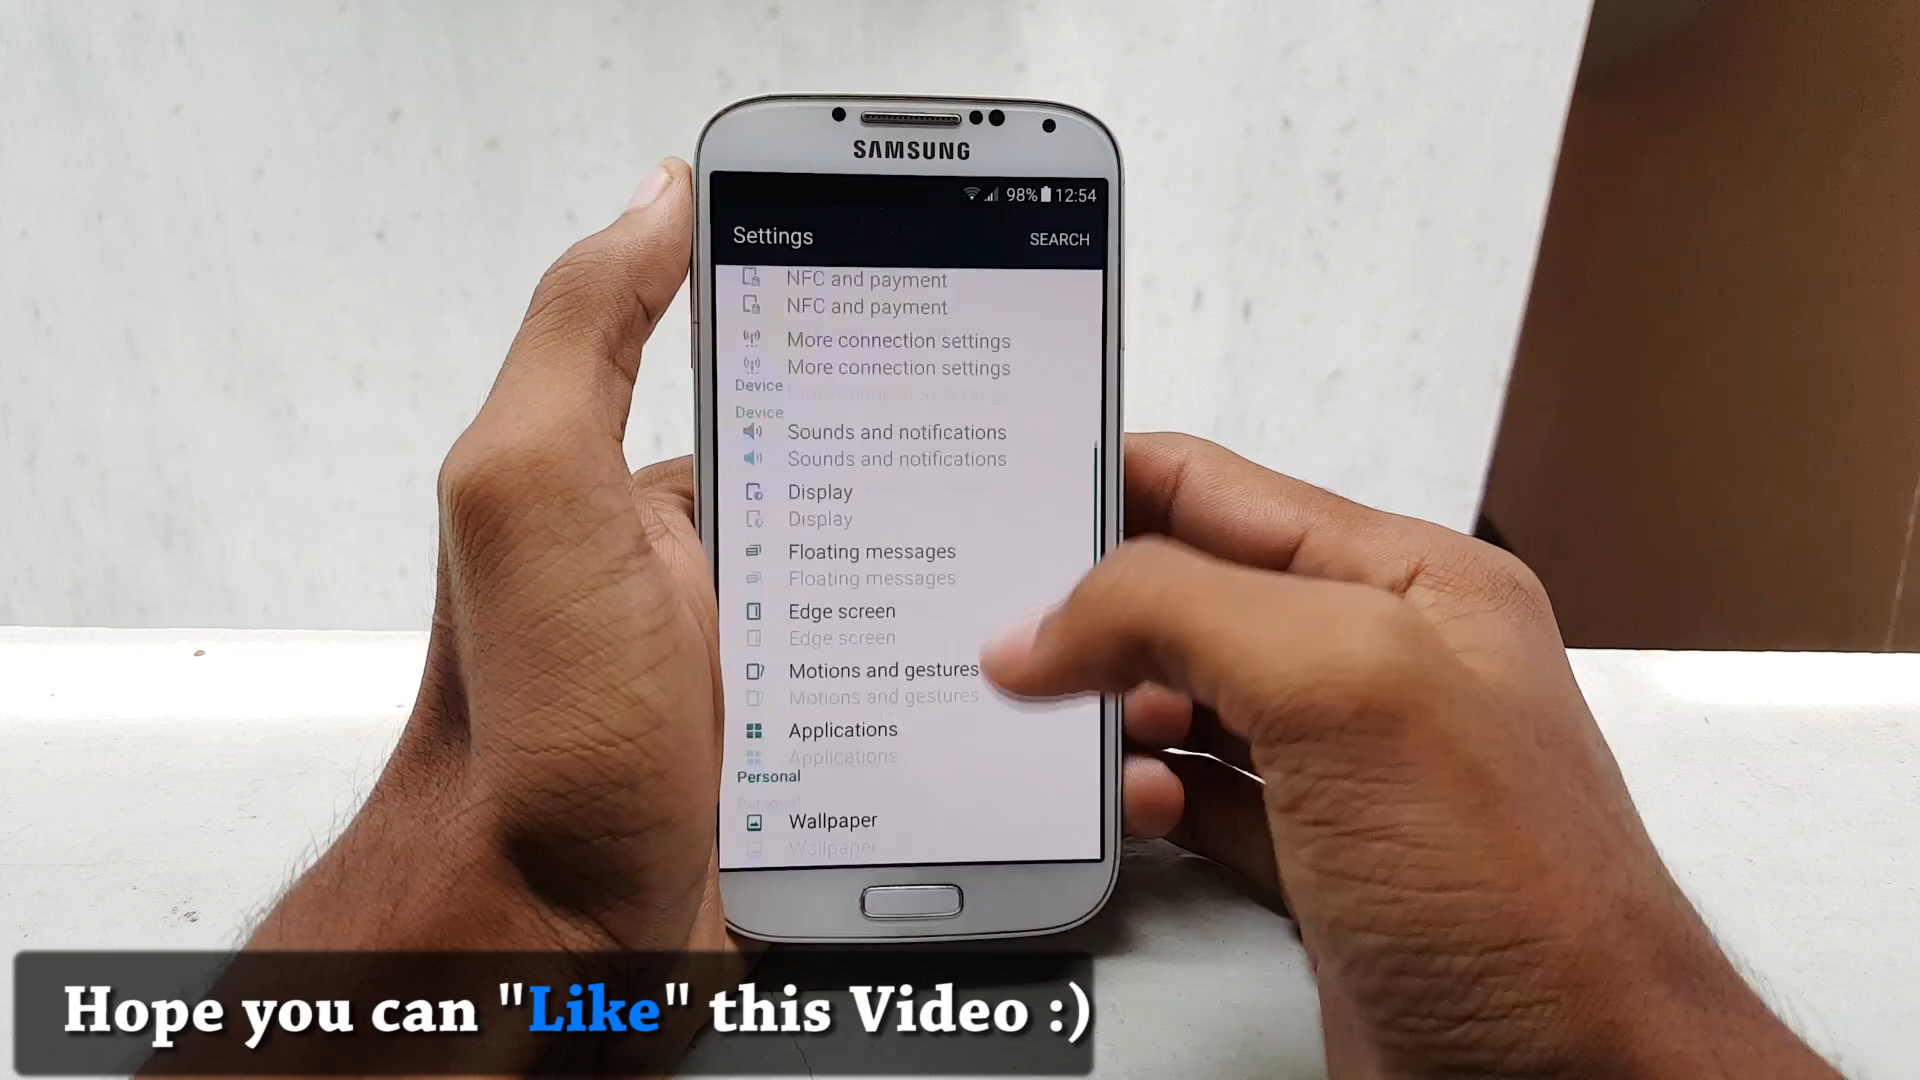 SAMSUNG
98% 12:54
Settings SEARCH
NFC and payment
NFC and payment
More connection settings
More connection settings
Device
Device
Sounds and notifications
Sounds and notifications
Display
Display
Floating messages
Floating messages
Edge screen
Edge screen
Motions and gestures
Motions and gestures
Applications
Applications
Personal
Personal
Wallpaper
Wallpaper
Hope you can "Like" this Video :)